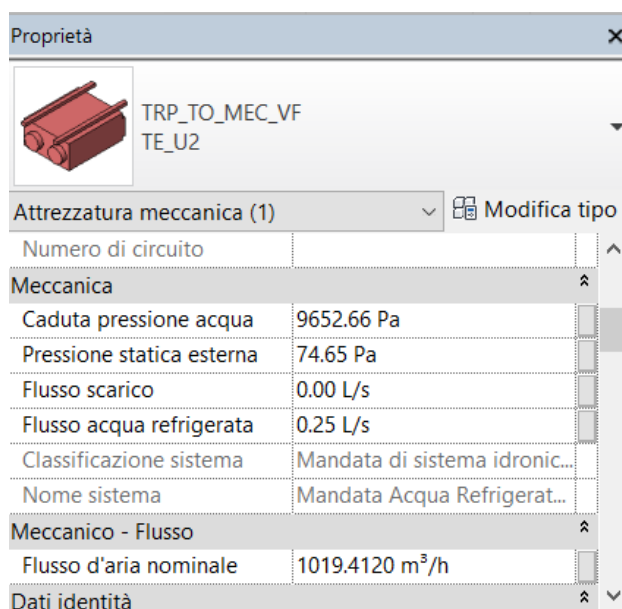 Proprietà
TRP_TO_MEC_VF
TE_U2
Attrezzatura meccanica (1) Modifica tipo
Numero di circuito
Meccanica
Caduta pressione acqua 9652.66 Pa
Pressione statica esterna 74.65 Pa
Flusso scarico 0.00 L/s
Flusso acqua refrigerata 0.25 L/s
Classificazione sistema Mandata di sistema idronic...
Nome sistema Mandata Acqua Refrigerat...
Meccanico - Flusso
Flusso d'aria nominale 1019.4120 m³/h
Dati identità